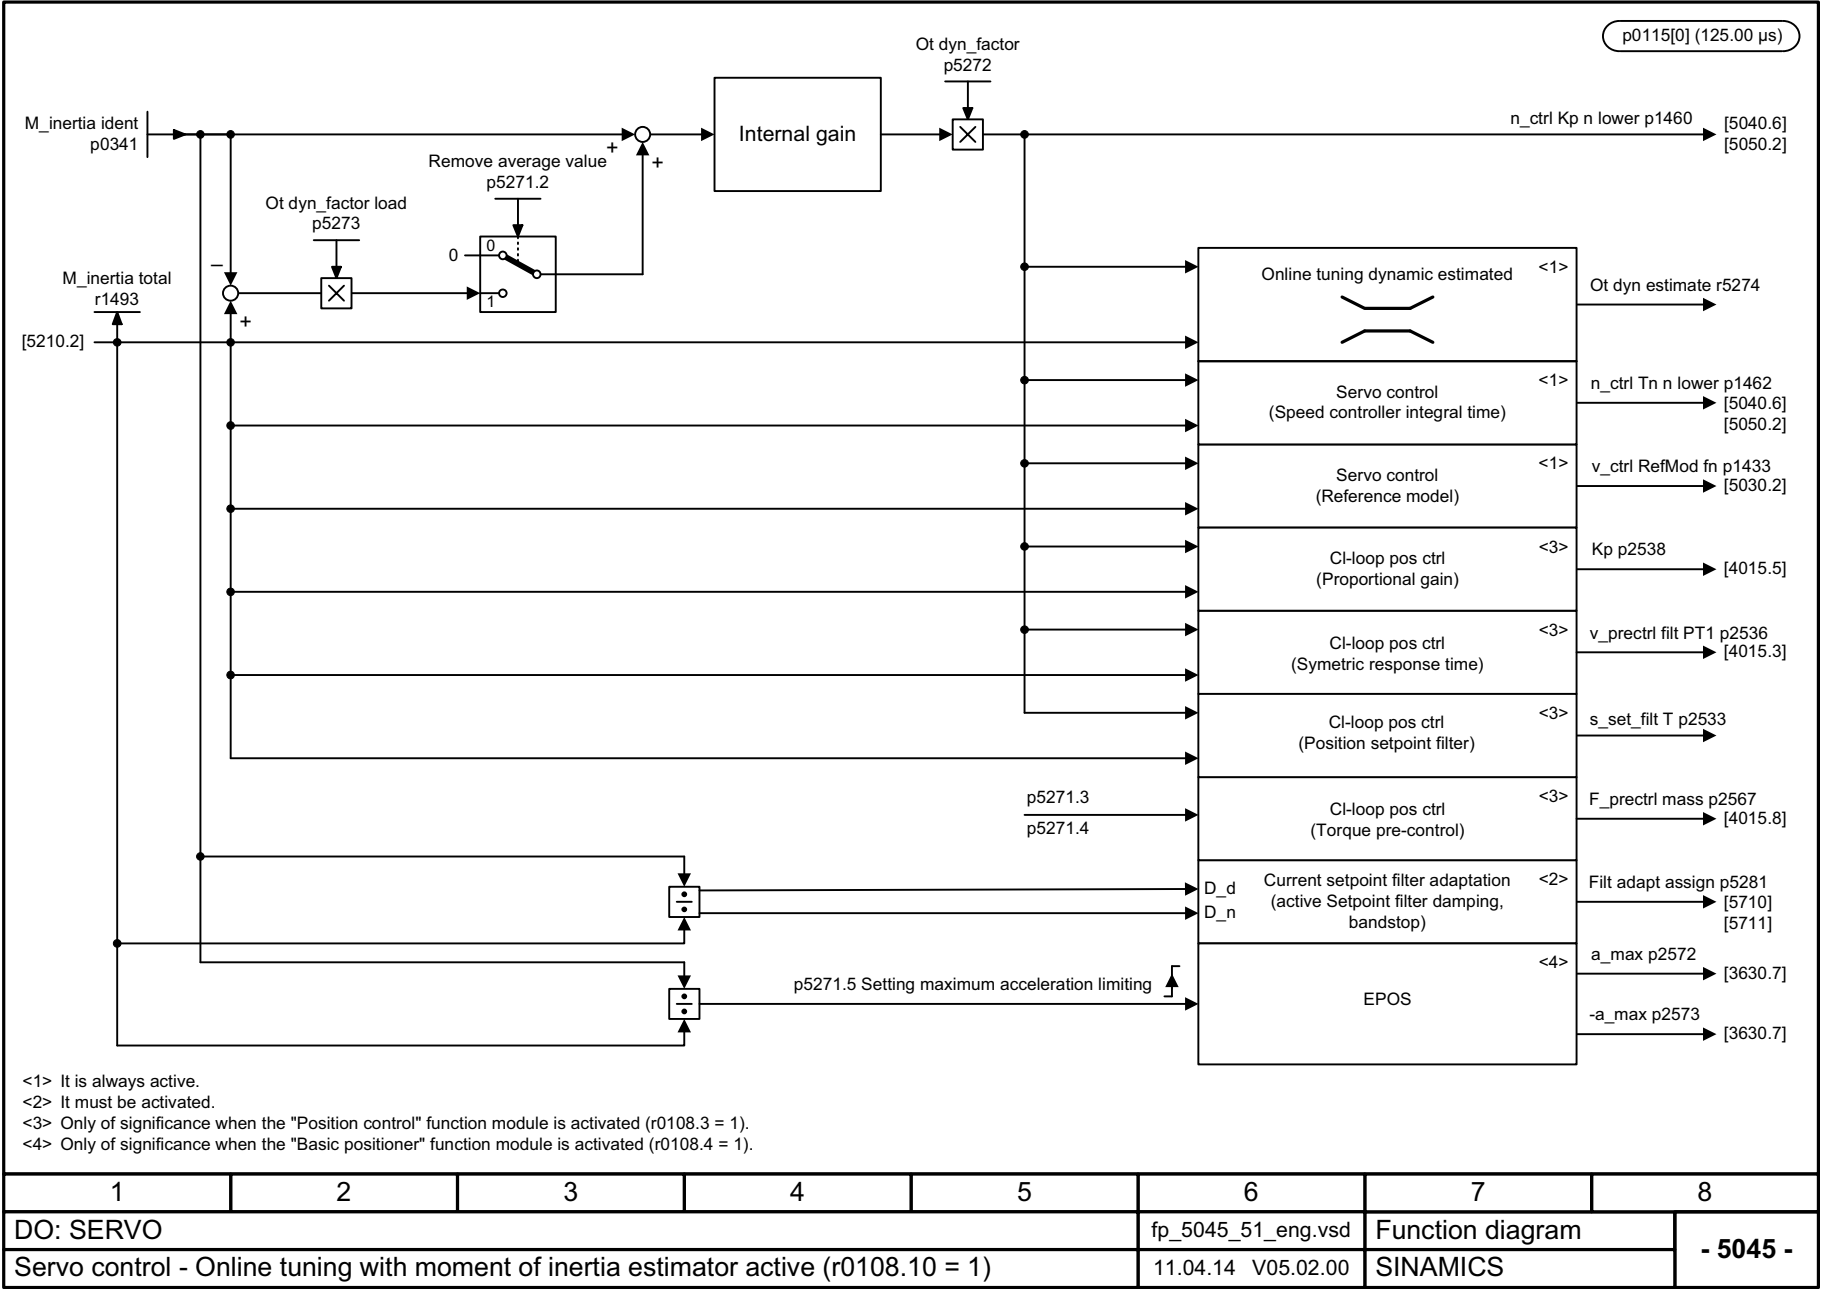 p0115[0] (125.00 µs)
Ot dyn_factor
p5272
M_inertia ident
p0341
Internal gain
n_ctrl Kp n lower p1460
[5040.6]
[5050.2]
+
+
Remove average value
p5271.2
Ot dyn_factor load
p5273
0
0
1
–
+
M_inertia total
r1493
[5210.2]
Online tuning dynamic estimated
<1>
Ot dyn estimate r5274
Servo control
(Speed controller integral time)
<1>
n_ctrl Tn n lower p1462
[5040.6]
[5050.2]
Servo control
(Reference model)
<1>
v_ctrl RefMod fn p1433
[5030.2]
Cl-loop pos ctrl
(Proportional gain)
<3>
Kp p2538
[4015.5]
Cl-loop pos ctrl
(Symetric response time)
<3>
v_prectrl filt PT1 p2536
[4015.3]
Cl-loop pos ctrl
(Position setpoint filter)
<3>
s_set_filt T p2533
p5271.3
p5271.4
Cl-loop pos ctrl
(Torque pre-control)
<3>
F_prectrl mass p2567
[4015.8]
D_d
D_n
Current setpoint filter adaptation
(active Setpoint filter damping,
bandstop)
<2>
Filt adapt assign p5281
[5710]
[5711]
p5271.5 Setting maximum acceleration limiting
EPOS
<4>
a_max p2572
[3630.7]
-a_max p2573
[3630.7]
<1> It is always active.
<2> It must be activated.
<3> Only of significance when the "Position control" function module is activated (r0108.3 = 1).
<4> Only of significance when the "Basic positioner" function module is activated (r0108.4 = 1).
1 2 3 4 5 6 7 8
DO: SERVO
fp_5045_51_eng.vsd
Function diagram
- 5045 -
Servo control - Online tuning with moment of inertia estimator active (r0108.10 = 1)
11.04.14 V05.02.00
SINAMICS